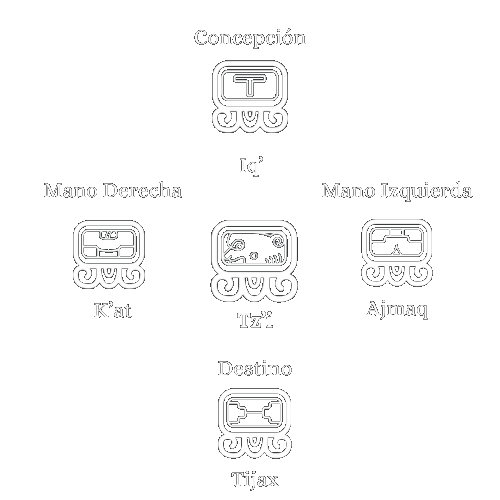 Concepción
Iq'
Mano Derecha
Mano Izquierda
K'at
Tz'i'
Ajmaq
Destino
Tijax